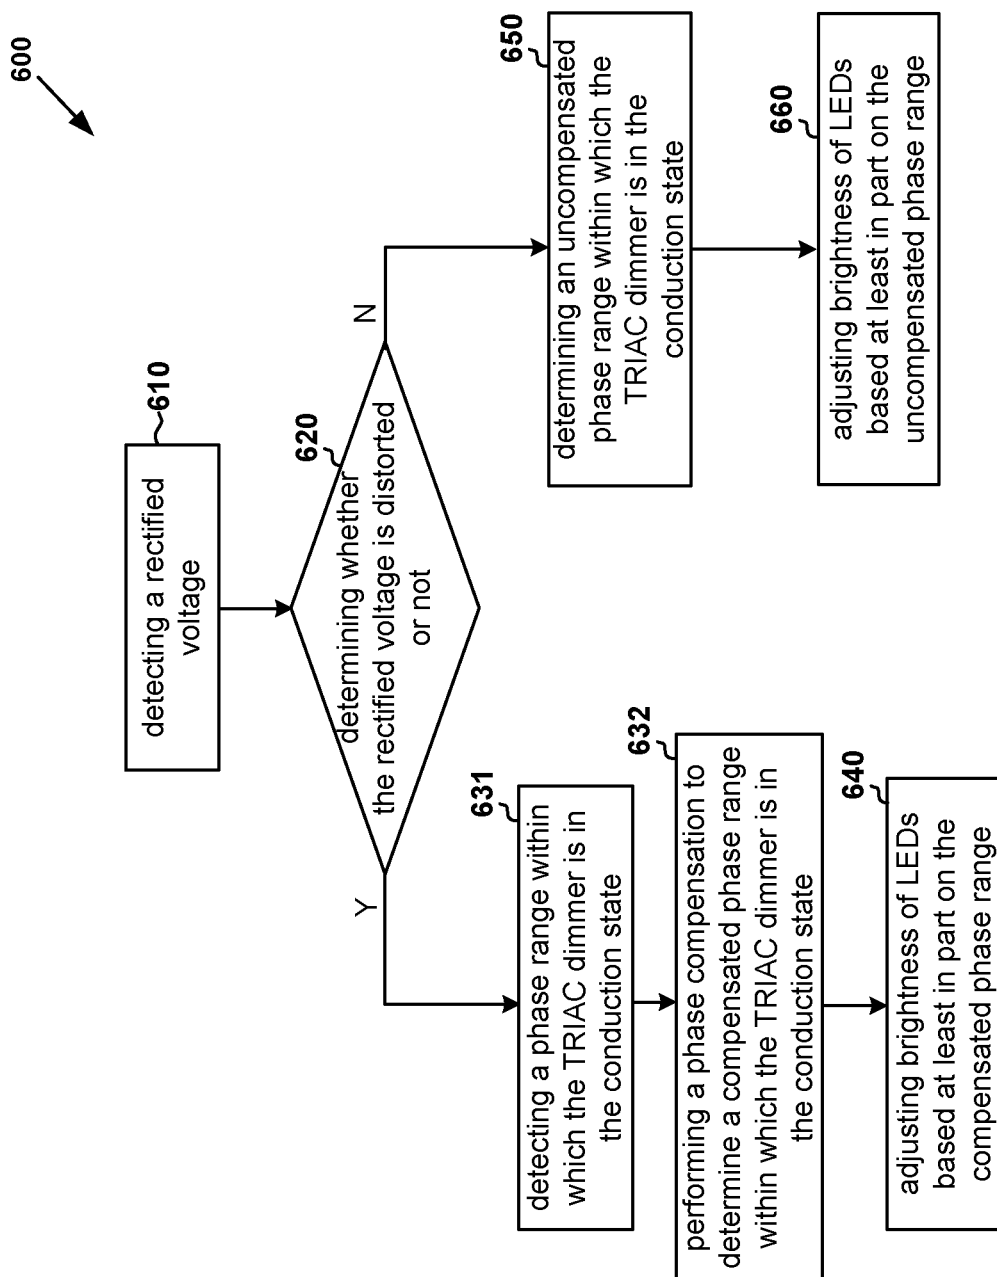 600
610
detecting a rectified
voltage
620
determining whether
the rectified voltage is distorted
or not
Y
N
631
detecting a phase range within
which the TRIAC dimmer is in
the conduction state
632
performing a phase compensation to
determine a compensated phase range
within which the TRIAC dimmer is in
the conduction state
640
adjusting brightness of LEDs
based at least in part on the
compensated phase range
650
determining an uncompensated
phase range within which the
TRIAC dimmer is in the
conduction state
660
adjusting brightness of LEDs
based at least in part on the
uncompensated phase range